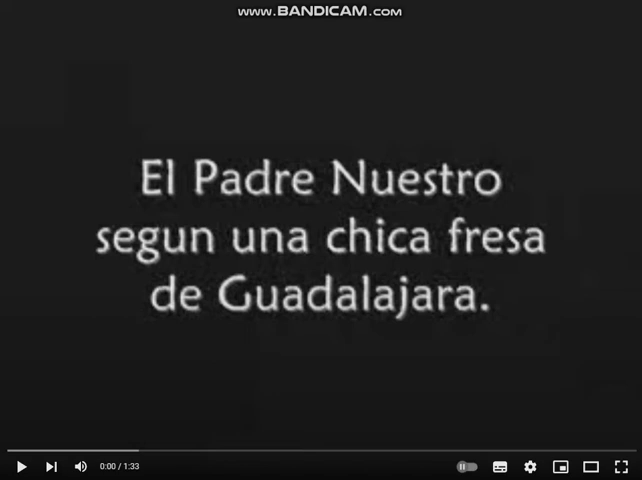 www.BANDICAM.com
El Padre Nuestro
segun una chica fresa
de Guadalajara.
0:00 / 1:33